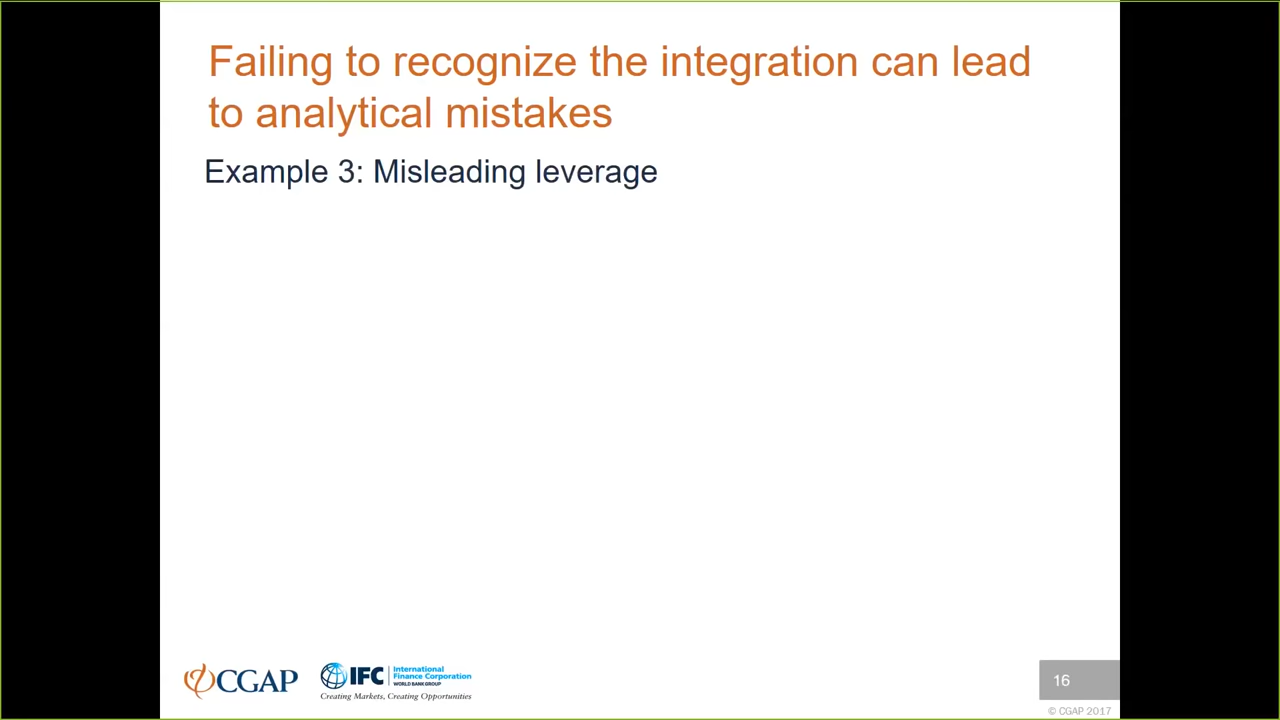 Failing to recognize the integration can lead
to analytical mistakes
Example 3: Misleading leverage
CGAP
IFC
International
Finance Corporation
WORLD BANK GROUP
Creating Markets, Creating Opportunities
16
© CGAP 2017